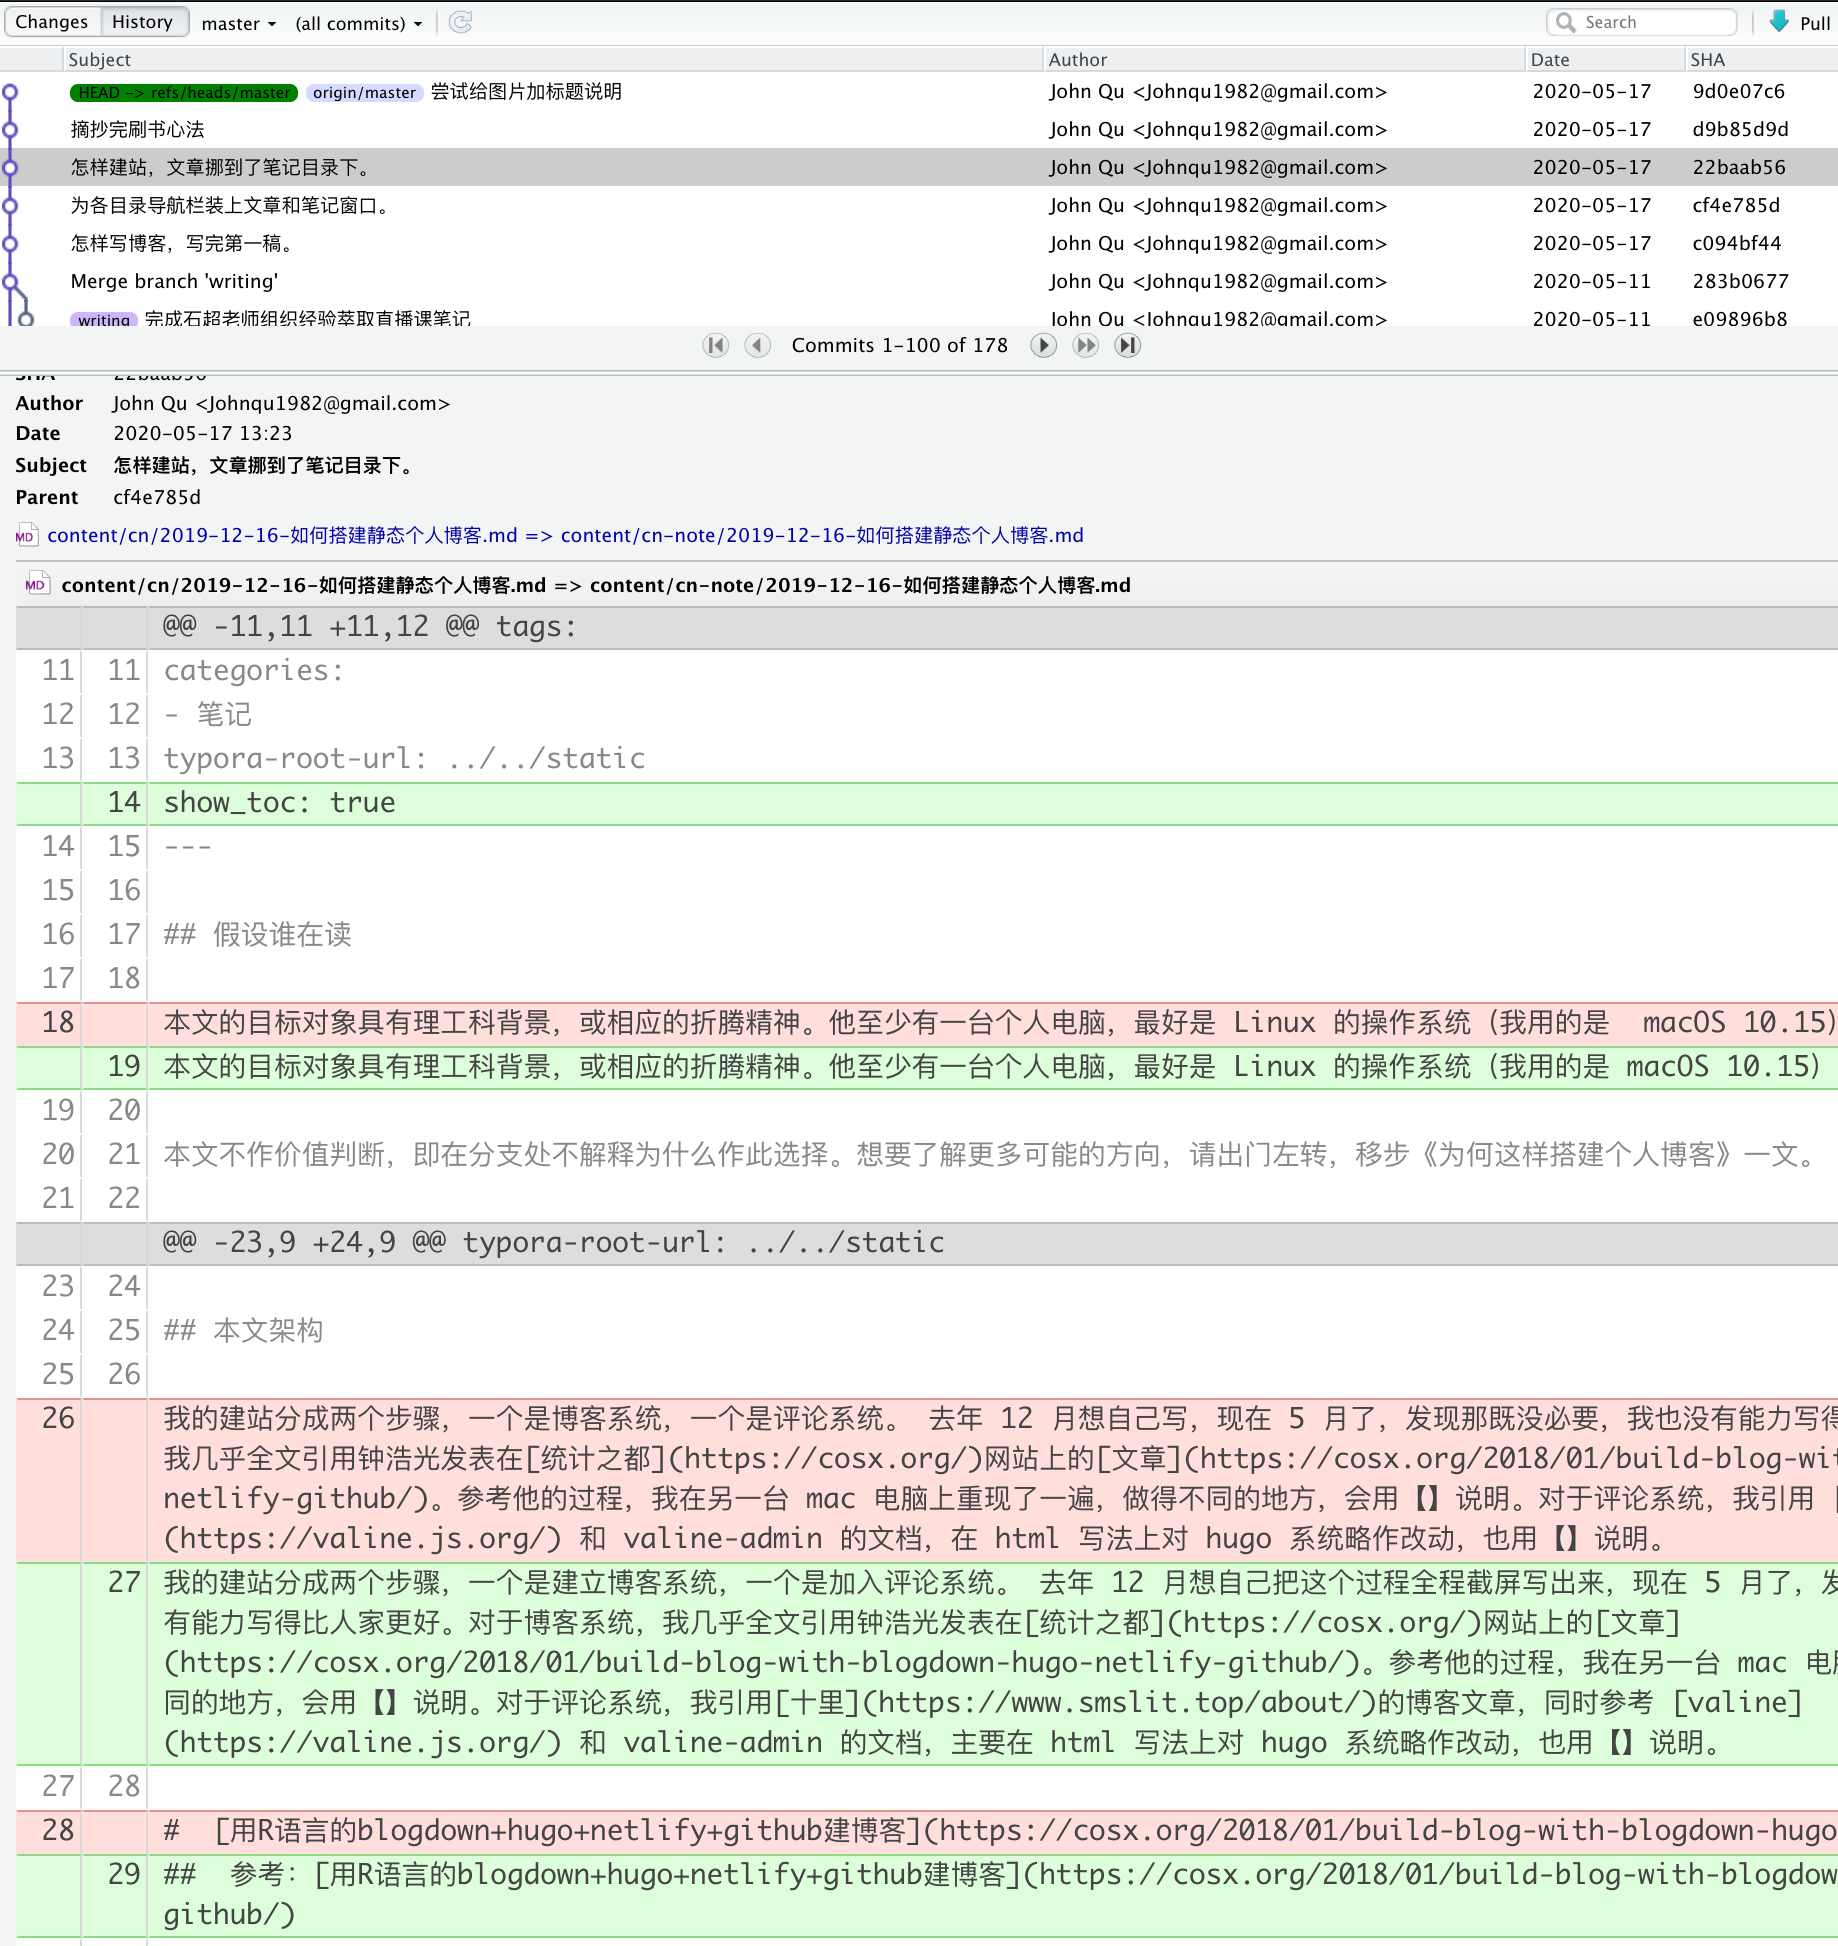 Changes History master (all commits) Search Pull
Subject Author Date SHA
HEAD -> refs/heads/master origin/master 尝试给图片加标题说明 John Qu <Johnqu1982@gmail.com> 2020-05-17 9d0e07c6
摘抄完刷书心法 John Qu <Johnqu1982@gmail.com> 2020-05-17 d9b85d9d
怎样建站，文章挪到了笔记目录下。 John Qu <Johnqu1982@gmail.com> 2020-05-17 22baab56
为各目录导航栏装上文章和笔记窗口。 John Qu <Johnqu1982@gmail.com> 2020-05-17 cf4e785d
怎样写博客，写完第一稿。 John Qu <Johnqu1982@gmail.com> 2020-05-17 c094bf44
Merge branch 'writing' John Qu <Johnqu1982@gmail.com> 2020-05-11 283b0677
writing 完成石超老师组织经验萃取直播课笔记 John Qu <Johnqu1982@gmail.com> 2020-05-11 e09896b8
Commits 1-100 of 178
SHA 22baab56
Author John Qu <Johnqu1982@gmail.com>
Date 2020-05-17 13:23
Subject 怎样建站，文章挪到了笔记目录下。
Parent cf4e785d
MD content/cn/2019-12-16-如何搭建静态个人博客.md => content/cn-note/2019-12-16-如何搭建静态个人博客.md
MD content/cn/2019-12-16-如何搭建静态个人博客.md => content/cn-note/2019-12-16-如何搭建静态个人博客.md
@@ -11,11 +11,12 @@ tags:
11 11 categories:
12 12 - 笔记
13 13 typora-root-url: ../../static
14 show_toc: true
14 15 ---
15 16
16 17 ## 假设谁在读
17 18
18 本文的目标对象具有理工科背景，或相应的折腾精神。他至少有一台个人电脑，最好是 Linux 的操作系统（我用的是  macOS 10.15）
19 本文的目标对象具有理工科背景，或相应的折腾精神。他至少有一台个人电脑，最好是 Linux 的操作系统（我用的是 macOS 10.15）
19 20
20 21 本文不作价值判断，即在分支处不解释为什么作此选择。想要了解更多可能的方向，请出门左转，移步《为何这样搭建个人博客》一文。
21 22
@@ -23,9 +24,9 @@ typora-root-url: ../../static
23 24
24 25 ## 本文架构
25 26
26 我的建站分成两个步骤，一个是博客系统，一个是评论系统。 去年 12 月想自己写，现在 5 月了，发现那既没必要，我也没有能力写得
我几乎全文引用钟浩光发表在[统计之都](https://cosx.org/)网站上的[文章](https://cosx.org/2018/01/build-blog-wit
netlify-github/)。参考他的过程，我在另一台 mac 电脑上重现了一遍，做得不同的地方，会用【】说明。对于评论系统，我引用 [
(https://valine.js.org/) 和 valine-admin 的文档，在 html 写法上对 hugo 系统略作改动，也用【】说明。
27 我的建站分成两个步骤，一个是建立博客系统，一个是加入评论系统。 去年 12 月想自己把这个过程全程截屏写出来，现在 5 月了，发
有能力写得比人家更好。对于博客系统，我几乎全文引用钟浩光发表在[统计之都](https://cosx.org/)网站上的[文章]
(https://cosx.org/2018/01/build-blog-with-blogdown-hugo-netlify-github/)。参考他的过程，我在另一台 mac 电脑
同的地方，会用【】说明。对于评论系统，我引用[十里](https://www.smslit.top/about/)的博客文章，同时参考 [valine]
(https://valine.js.org/) 和 valine-admin 的文档，主要在 html 写法上对 hugo 系统略作改动，也用【】说明。
27 28
28 #  [用R语言的blogdown+hugo+netlify+github建博客](https://cosx.org/2018/01/build-blog-with-blogdown-hugo
29 ##  参考：[用R语言的blogdown+hugo+netlify+github建博客](https://cosx.org/2018/01/build-blog-with-blogdow
github/)